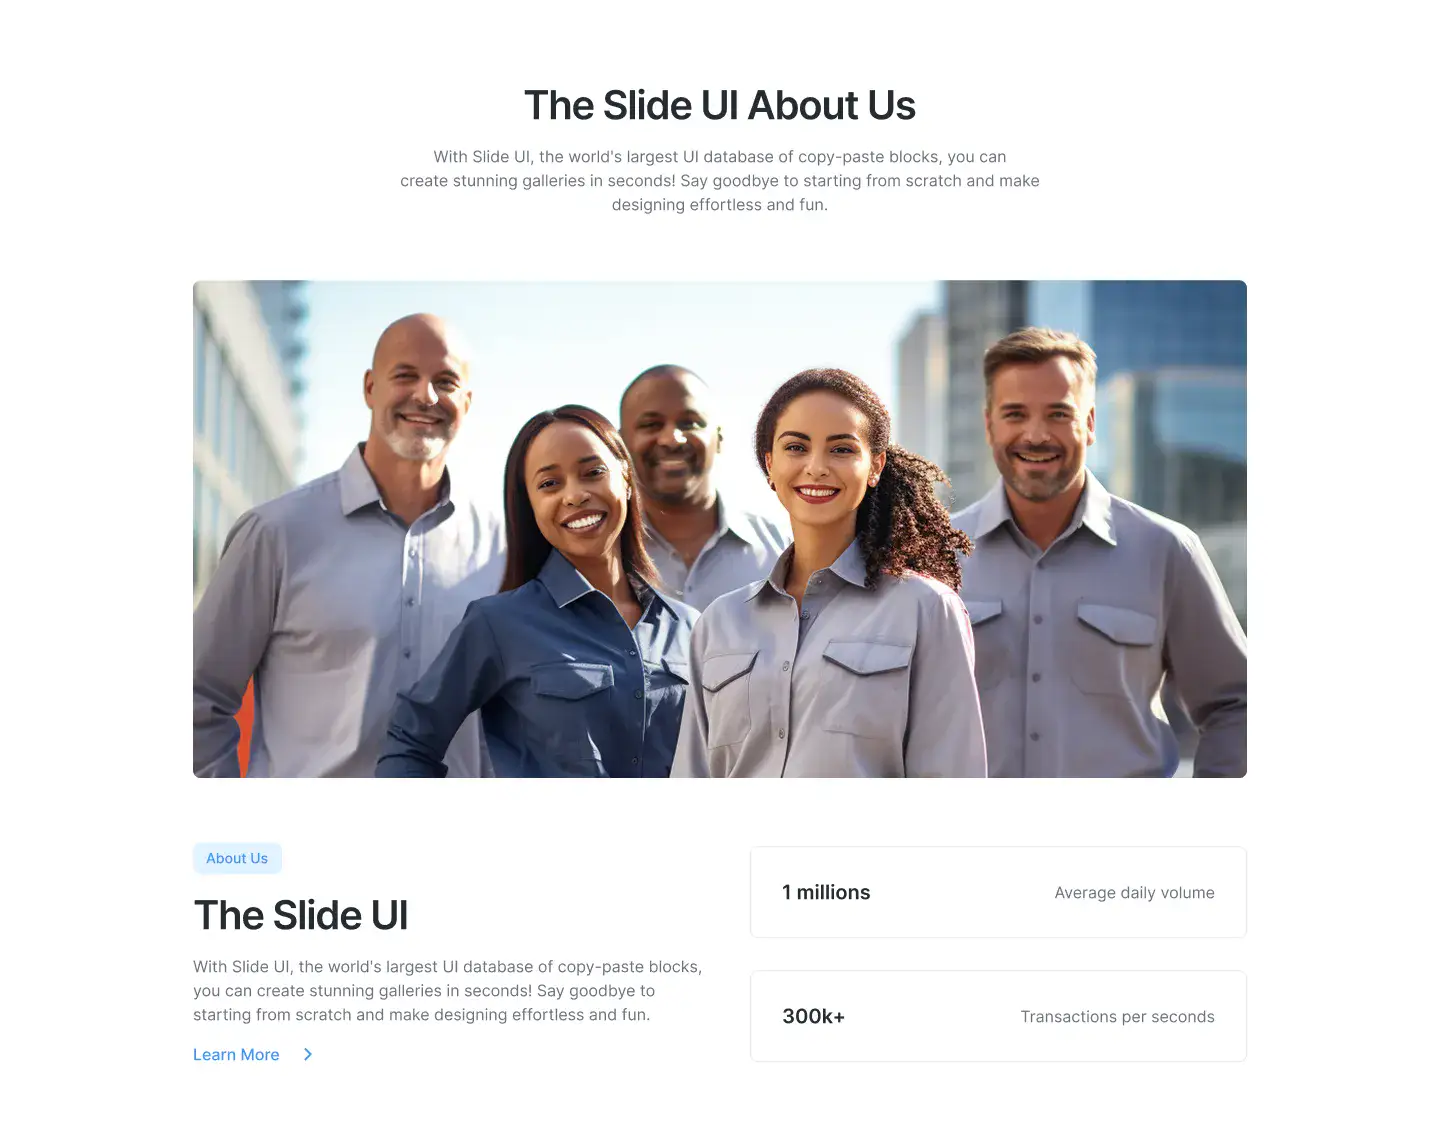 The Slide UI About Us
With Slide UI, the world's largest UI database of copy-paste blocks, you can
create stunning galleries in seconds! Say goodbye to starting from scratch and make
designing effortless and fun.
About Us
The Slide UI
With Slide UI, the world's largest UI database of copy-paste blocks,
you can create stunning galleries in seconds! Say goodbye to
starting from scratch and make designing effortless and fun.
Learn More
1 millions
Average daily volume
300k+
Transactions per seconds